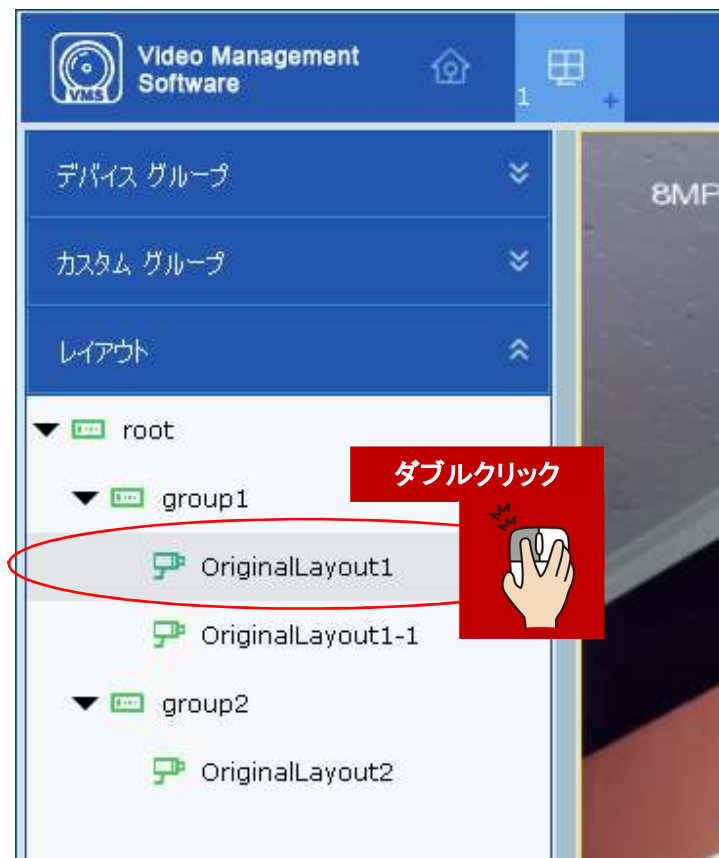 Video Management
Software
VMS
1
+
デバイス グループ
カスタム グループ
レイアウト
8MP
root
ダブルクリック
group1
OriginalLayout1
OriginalLayout1-1
group2
OriginalLayout2